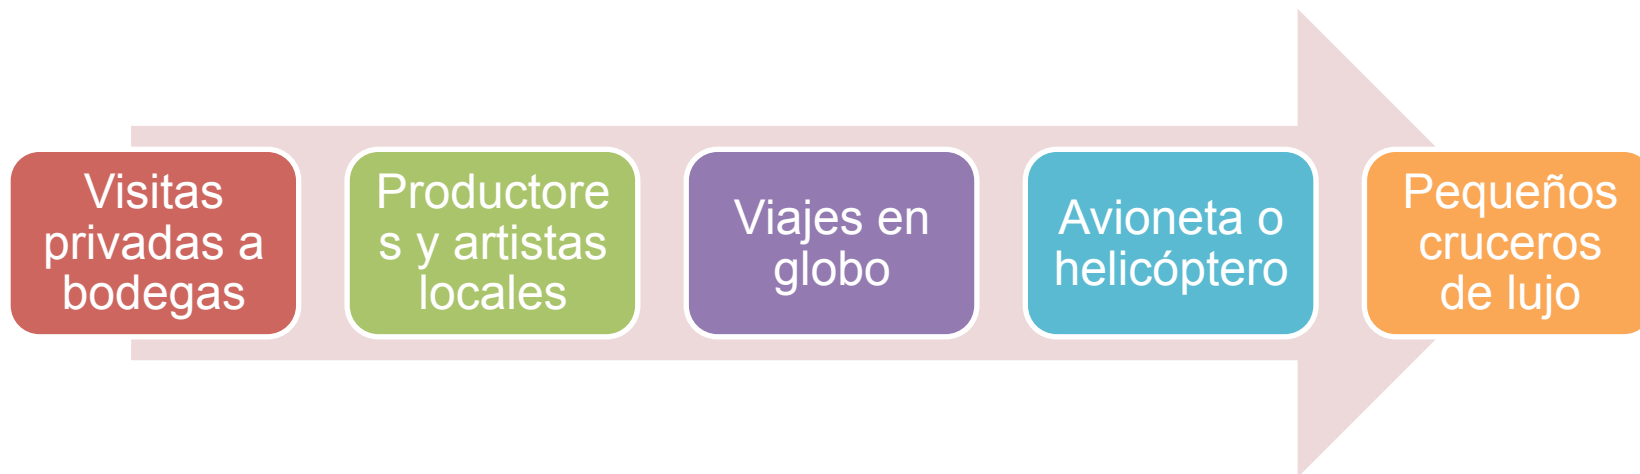 Visitas
privadas a
bodegas
Productore
s y artistas
locales
Viajes en
globo
Avioneta o
helicóptero
Pequeños
cruceros
de lujo